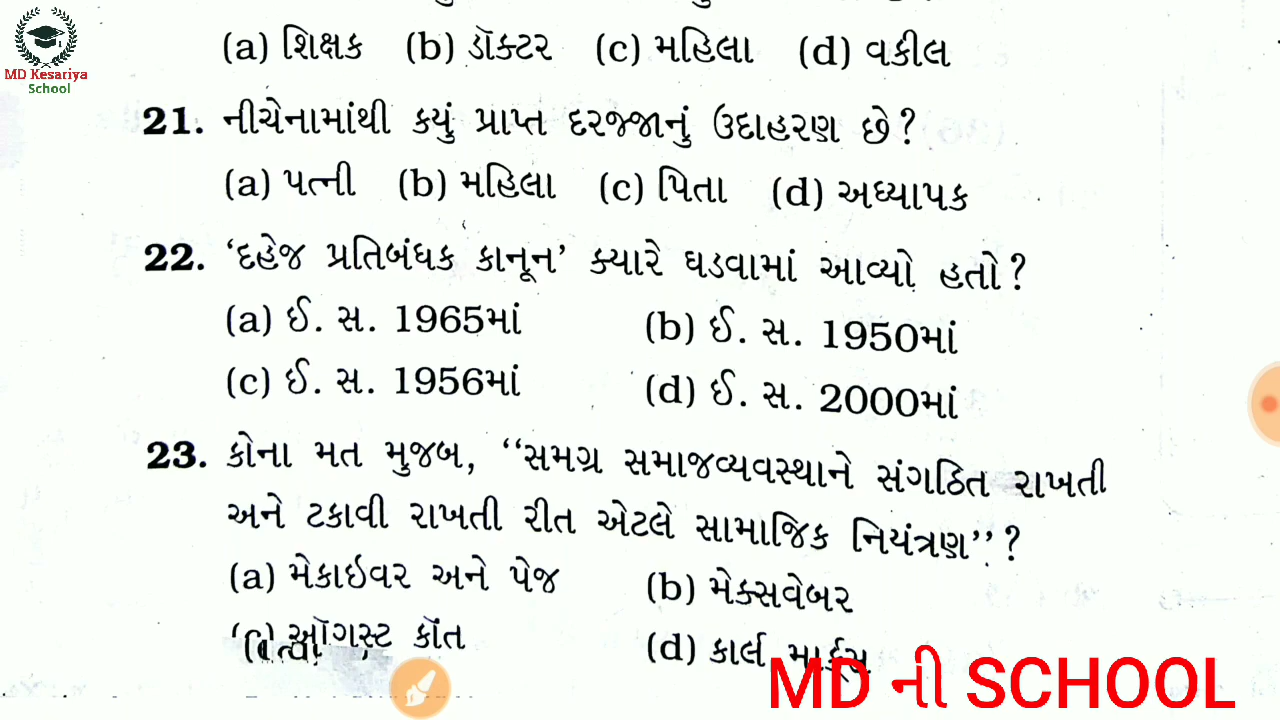 MD Kesariya
School
(a) શિક્ષક (b) ડૉક્ટર (c) મહિલા (d) વકીલ
21. નીચેનામાંથી કયું પ્રાપ્ત દરજ્જાનું ઉદાહરણ છે?
(a) પત્ની (b) મહિલા (c) પિતા (d) અધ્યાપક
22. ‘દહેજ પ્રતિબંધક કાનૂન’ ક્યારે ઘડવામાં આવ્યો હતો?
(a) ઈ. સ. 1965માં (b) ઈ. સ. 1950માં
(c) ઈ. સ. 1956માં (d) ઈ. સ. 2000માં
23. કોના મત મુજબ, “સમગ્ર સમાજવ્યવસ્થાને સંગઠિત રાખતી
અને ટકાવી રાખતી રીત એટલે સામાજિક નિયંત્રણ”?
(a) મેકાઇવર અને પેજ (b) મેક્સવેબર
ઑગસ્ટ કૉંત (d) કાર્લ માર્ક્સ
MD ની SCHOOL